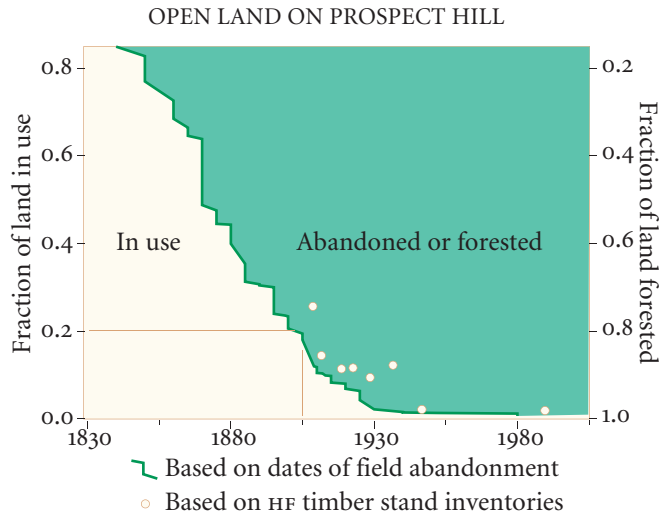 OPEN LAND ON PROSPECT HILL
Fraction of land in use
0.8
0.6
0.4
0.2
0.0
In use
Abandoned or forested
0.2
0.4
0.6
0.8
1.0
Fraction of land forested
1830 1880 1930 1980
Based on dates of field abandonment
Based on HF timber stand inventories